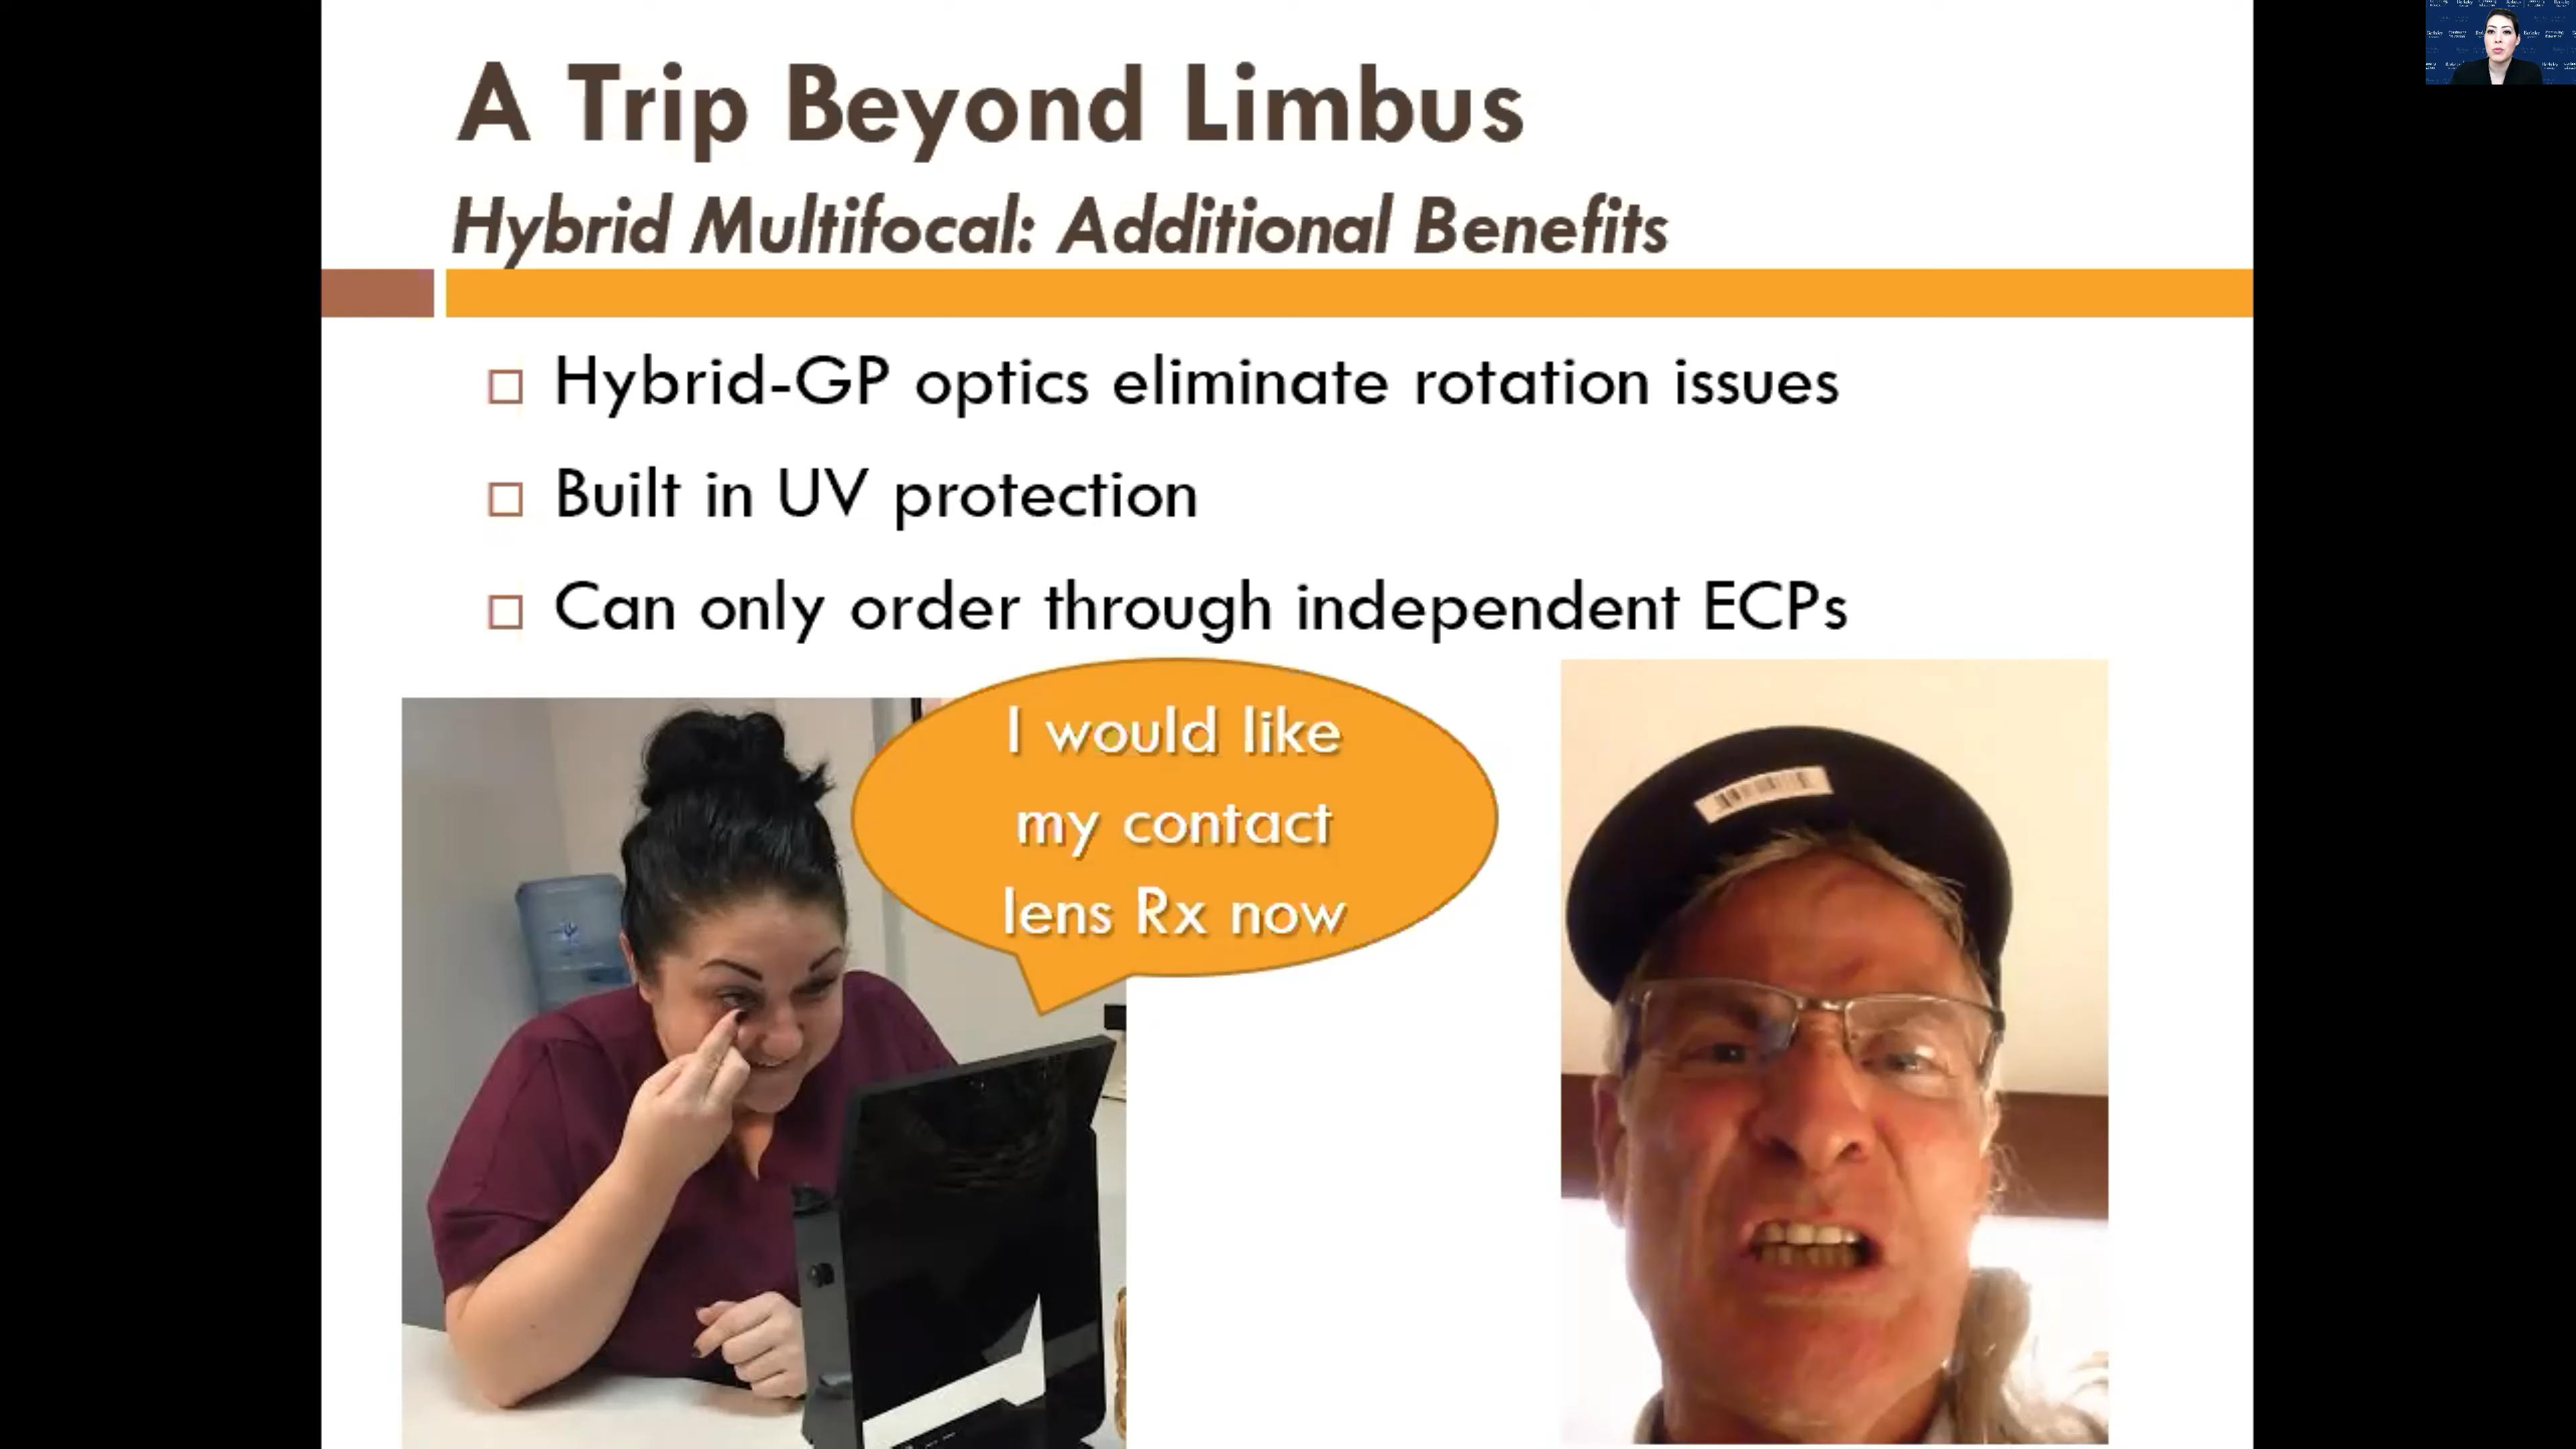 A Trip Beyond Limbus
Hybrid Multifocal: Additional Benefits
Hybrid-GP optics eliminate rotation issues
Built in UV protection
Can only order through independent ECPs
I would like
my contact
lens Rx now